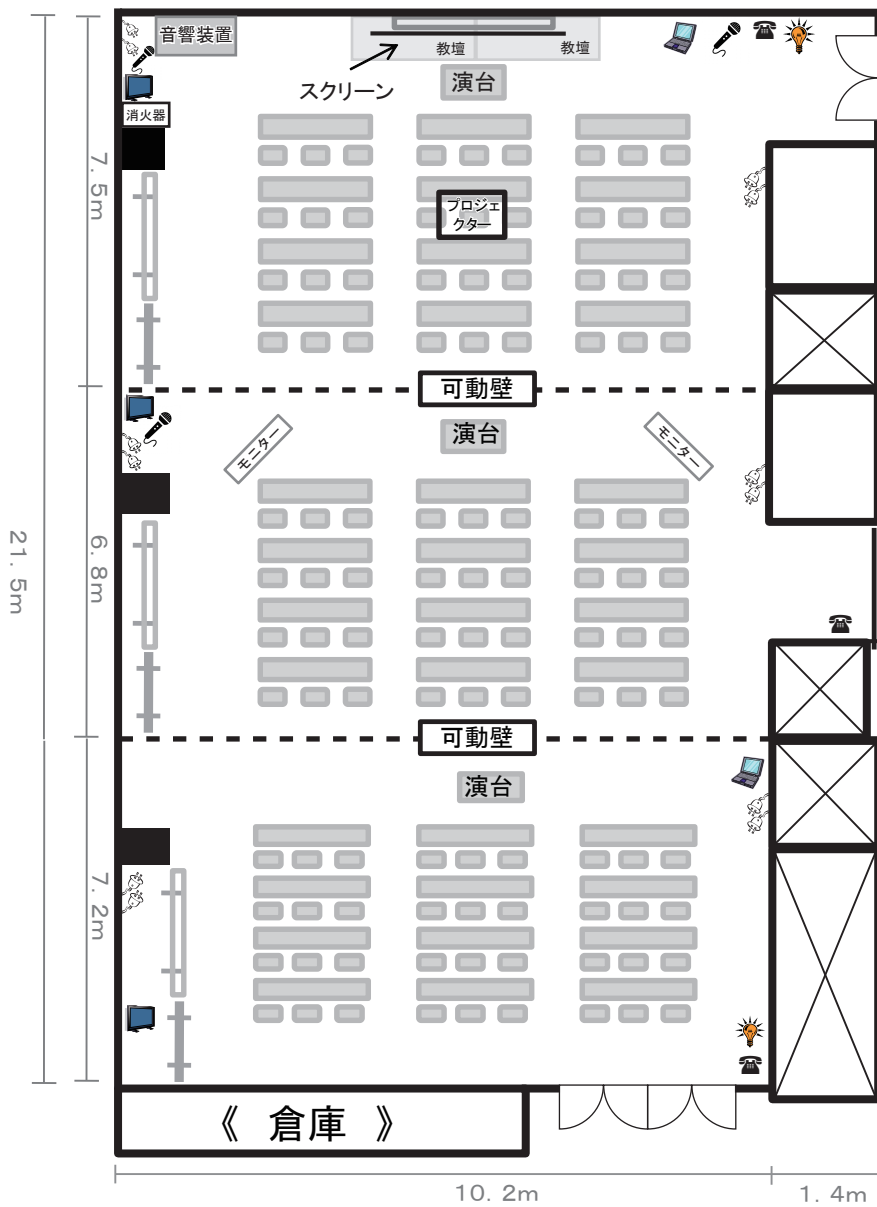 音響装置
教壇
教壇
スクリーン
演台
消火器
7.5m
プロジェ
クター
可動壁
演台
モニター
モニター
21.5m
6.8m
可動壁
演台
7.2m
《 倉庫 》
10.2m
1.4m